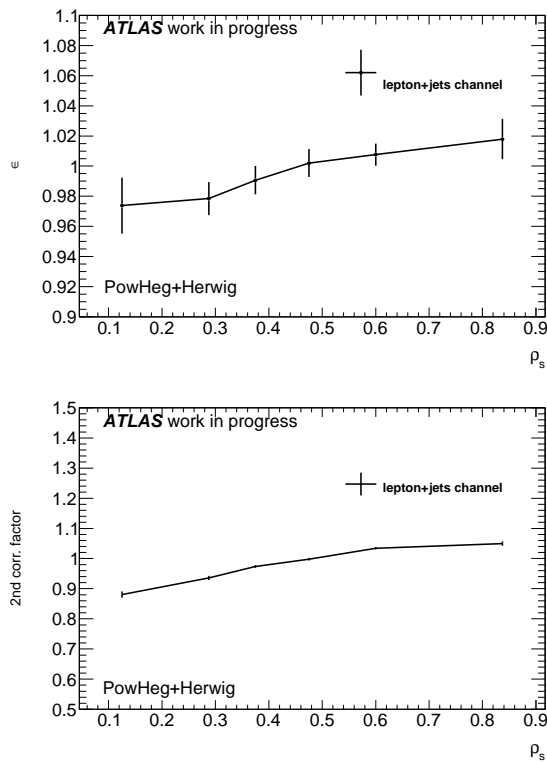 1.1
ATLAS work in progress
1.08
lepton+jets channel
1.06
1.04
1.02
ϵ
1
0.98
0.96
0.94
PowHeg+Herwig
0.92
0.9
0.1 0.2 0.3 0.4 0.5 0.6 0.7 0.8 0.9
ρs
1.5
ATLAS work in progress
1.4
1.3
lepton+jets channel
1.2
1.1
2nd corr. factor
1
0.9
0.8
0.7
0.6
PowHeg+Herwig
0.5
0.1 0.2 0.3 0.4 0.5 0.6 0.7 0.8 0.9
ρs